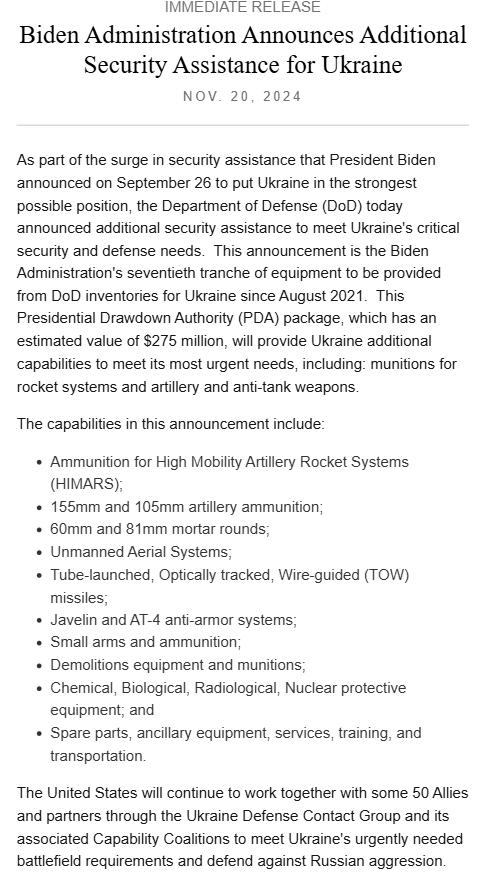 IMMEDIATE RELEASE
Biden Administration Announces Additional
Security Assistance for Ukraine
NOV. 20, 2024
As part of the surge in security assistance that President Biden
announced on September 26 to put Ukraine in the strongest
possible position, the Department of Defense (DoD) today
announced additional security assistance to meet Ukraine's critical
security and defense needs.  This announcement is the Biden
Administration's seventieth tranche of equipment to be provided
from DoD inventories for Ukraine since August 2021.  This
Presidential Drawdown Authority (PDA) package, which has an
estimated value of $275 million, will provide Ukraine additional
capabilities to meet its most urgent needs, including: munitions for
rocket systems and artillery and anti-tank weapons.
The capabilities in this announcement include:
• Ammunition for High Mobility Artillery Rocket Systems
(HIMARS);
• 155mm and 105mm artillery ammunition;
• 60mm and 81mm mortar rounds;
• Unmanned Aerial Systems;
• Tube-launched, Optically tracked, Wire-guided (TOW)
missiles;
• Javelin and AT-4 anti-armor systems;
• Small arms and ammunition;
• Demolitions equipment and munitions;
• Chemical, Biological, Radiological, Nuclear protective
equipment; and
• Spare parts, ancillary equipment, services, training, and
transportation.
The United States will continue to work together with some 50 Allies
and partners through the Ukraine Defense Contact Group and its
associated Capability Coalitions to meet Ukraine's urgently needed
battlefield requirements and defend against Russian aggression.